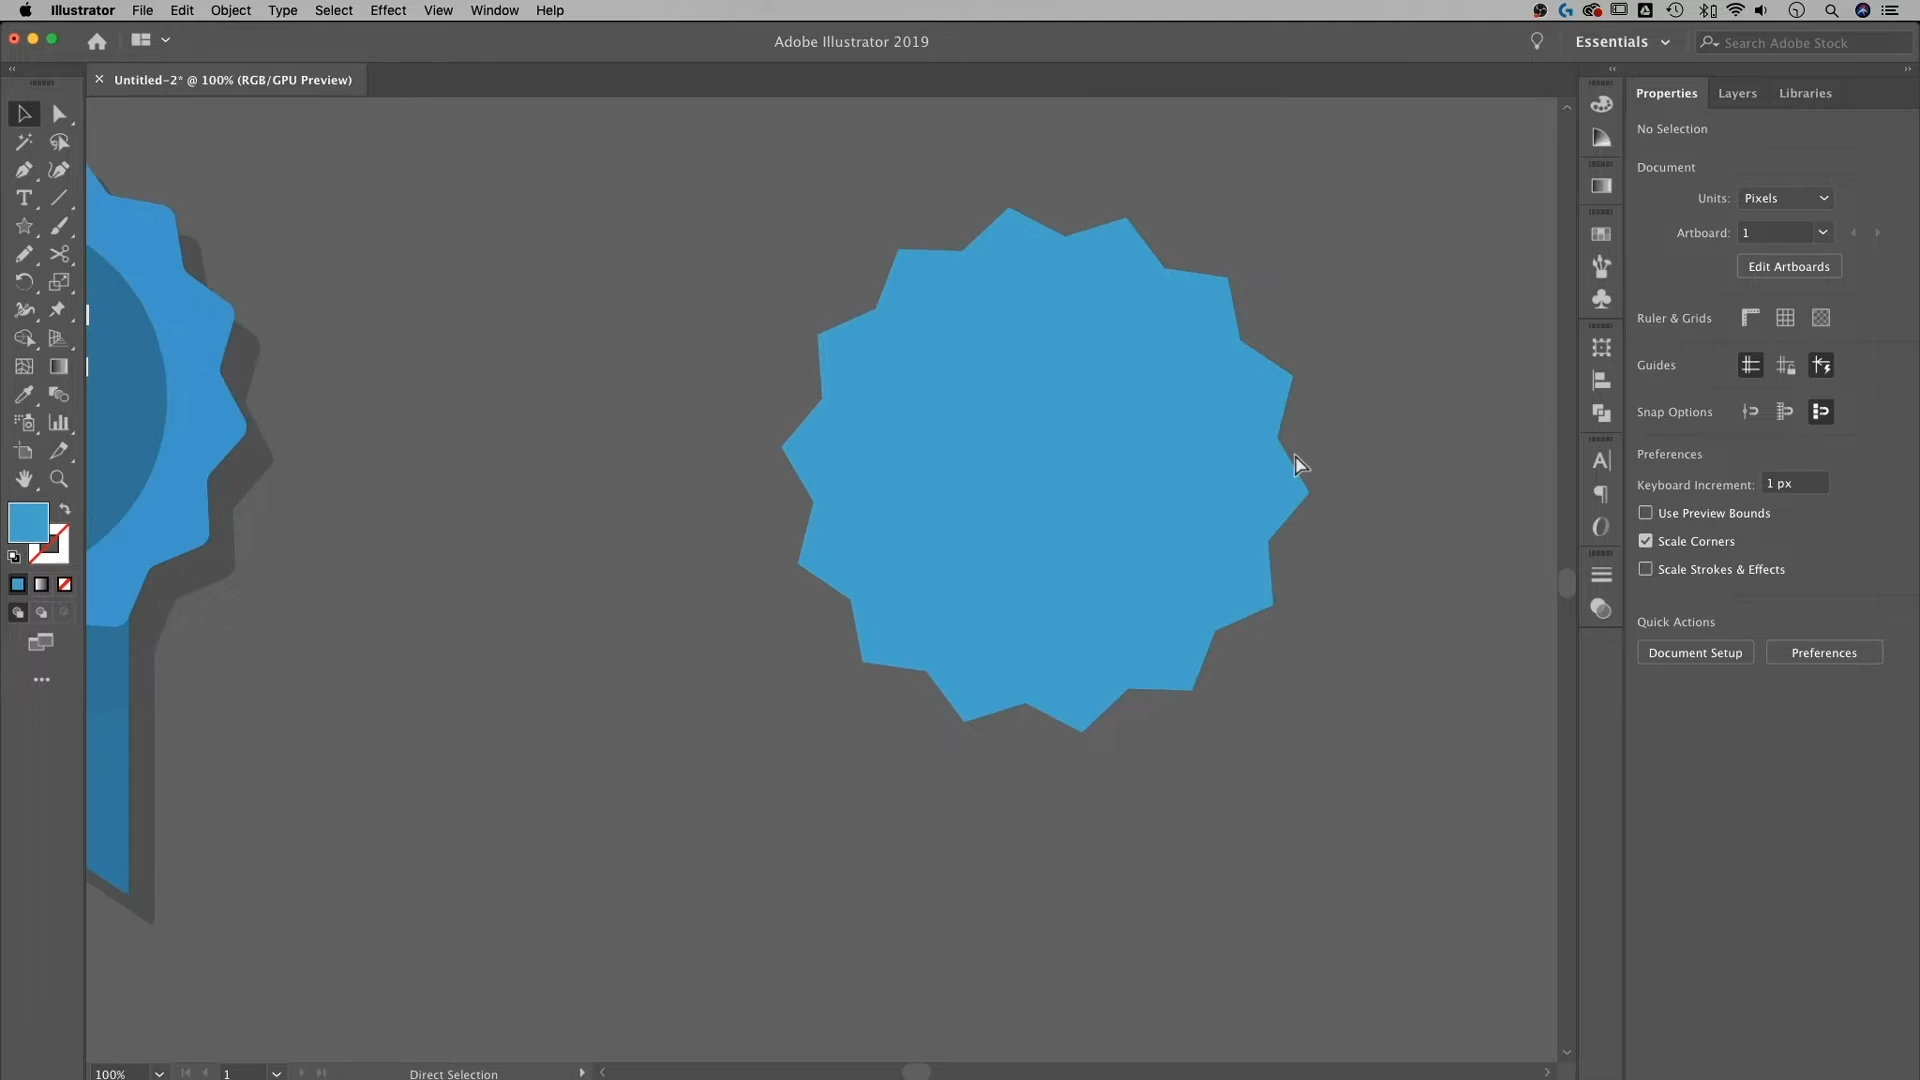 Illustrator File Edit Object Type Select Effect View Window Help
Adobe Illustrator 2019
Essentials
Search Adobe Stock
× Untitled-2* @ 100% (RGB/GPU Preview)
Properties Layers Libraries
No Selection
Document
Units: Pixels
Artboard: 1
Edit Artboards
Ruler & Grids
Guides
Snap Options
Preferences
Keyboard Increment: 1 px
Use Preview Bounds
Scale Corners
Scale Strokes & Effects
Quick Actions
Document Setup Preferences
100% 1 Direct Selection